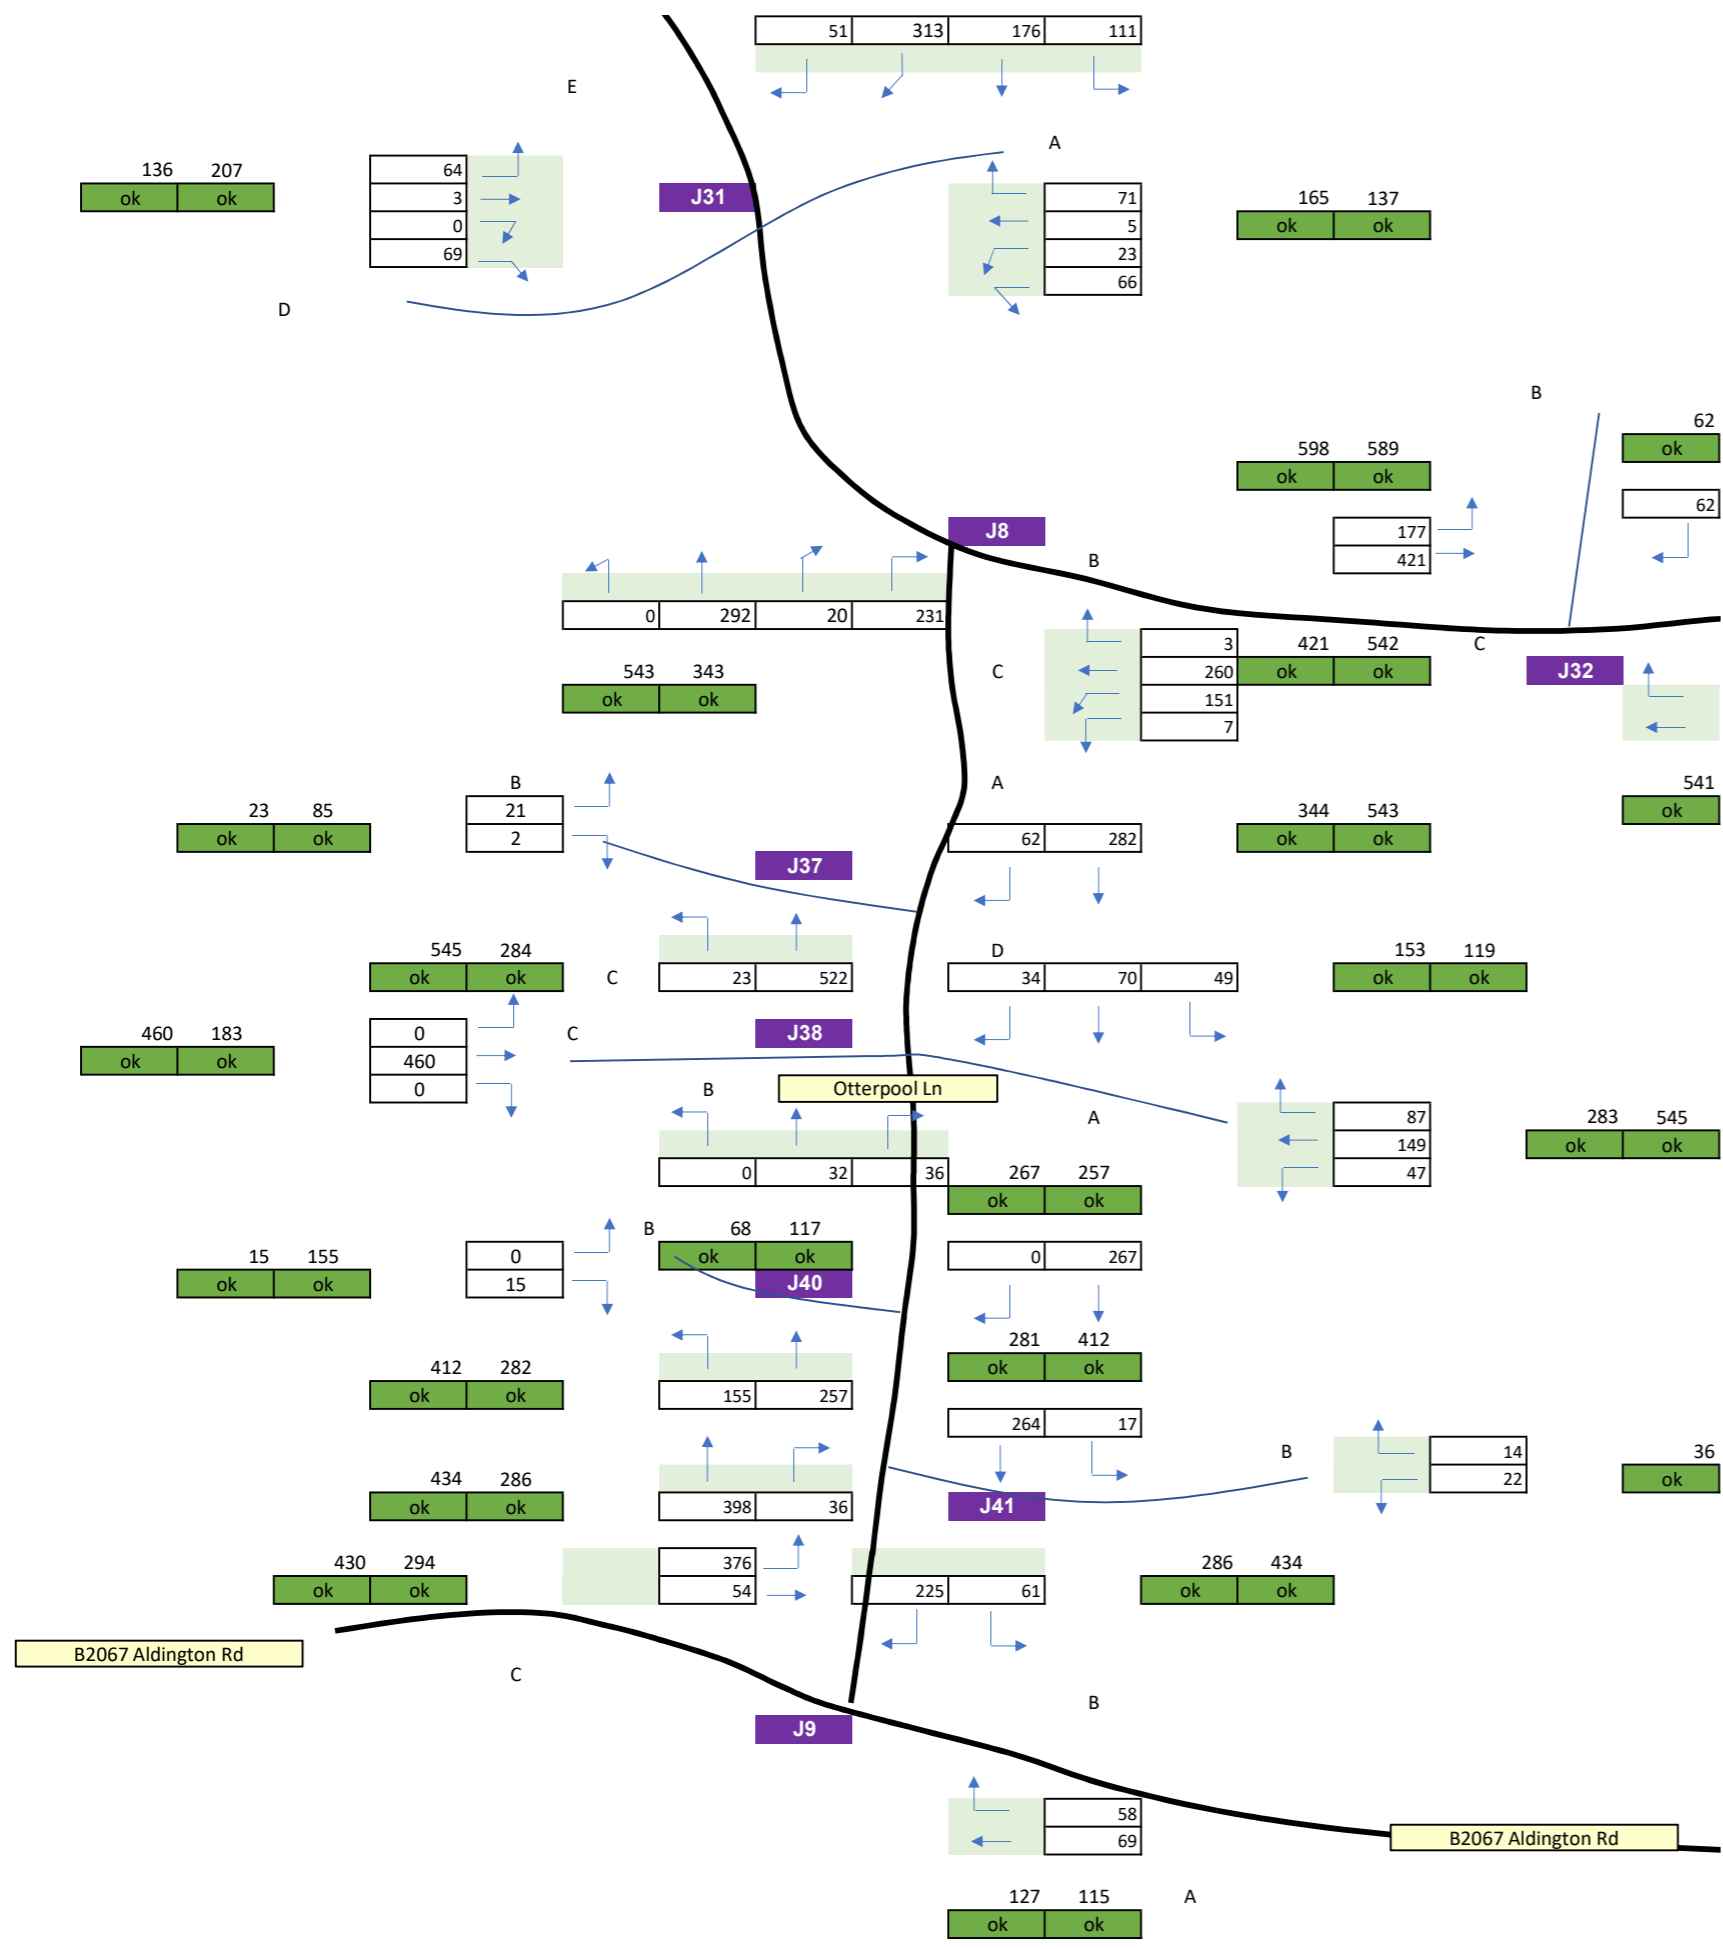 51 313 176 111
E
A
136 207
64
ok ok
3
J31
71
165 137
0
5
ok ok
69
23
66
D
B
62
598 589
ok
ok ok
62
J8
177
421
B
0 292 20 231
3
421 542
C
C
260
ok ok
J32
543 343
151
ok ok
7
B
A
541
23 85
21
344 543
ok
ok ok
2
62 282
ok ok
J37
545 284
D
153 119
ok ok
C
23 522
34 70 49
ok ok
460 183
0
C
J38
ok ok
460
0
Otterpool Ln
B
A
87
283 545
149
ok ok
0 32 36
267 257
47
ok ok
B
68 117
15 155
0
ok ok
0 267
ok ok
15
J40
281 412
412 282
ok ok
ok ok
155 257
264 17
B
14
36
434 286
22
ok
ok ok
398 36
J41
430 294
376
286 434
ok ok
54
225 61
ok ok
B2067 Aldington Rd
C
B
J9
58
69
B2067 Aldington Rd
127 115
A
ok ok